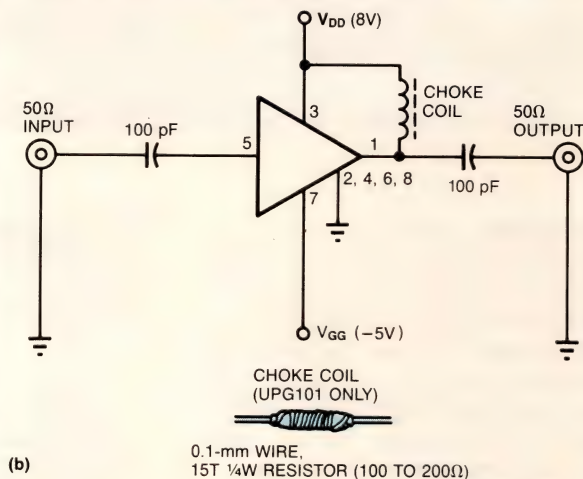 V_DD (8V)
CHOKE
COIL
50Ω
INPUT
100 pF
3
5
1
2, 4, 6, 8
7
50Ω
OUTPUT
100 pF
V_GG (−5V)
CHOKE COIL
(UPG101 ONLY)
0.1-mm WIRE,
15T ¼W RESISTOR (100 TO 200Ω)
(b)